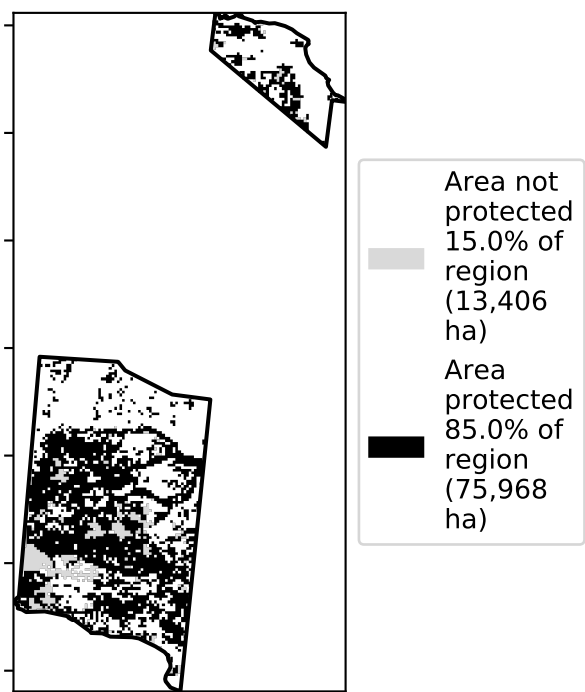 Area not
protected
15.0% of
region
(13,406
ha)
Area
protected
85.0% of
region
(75,968
ha)